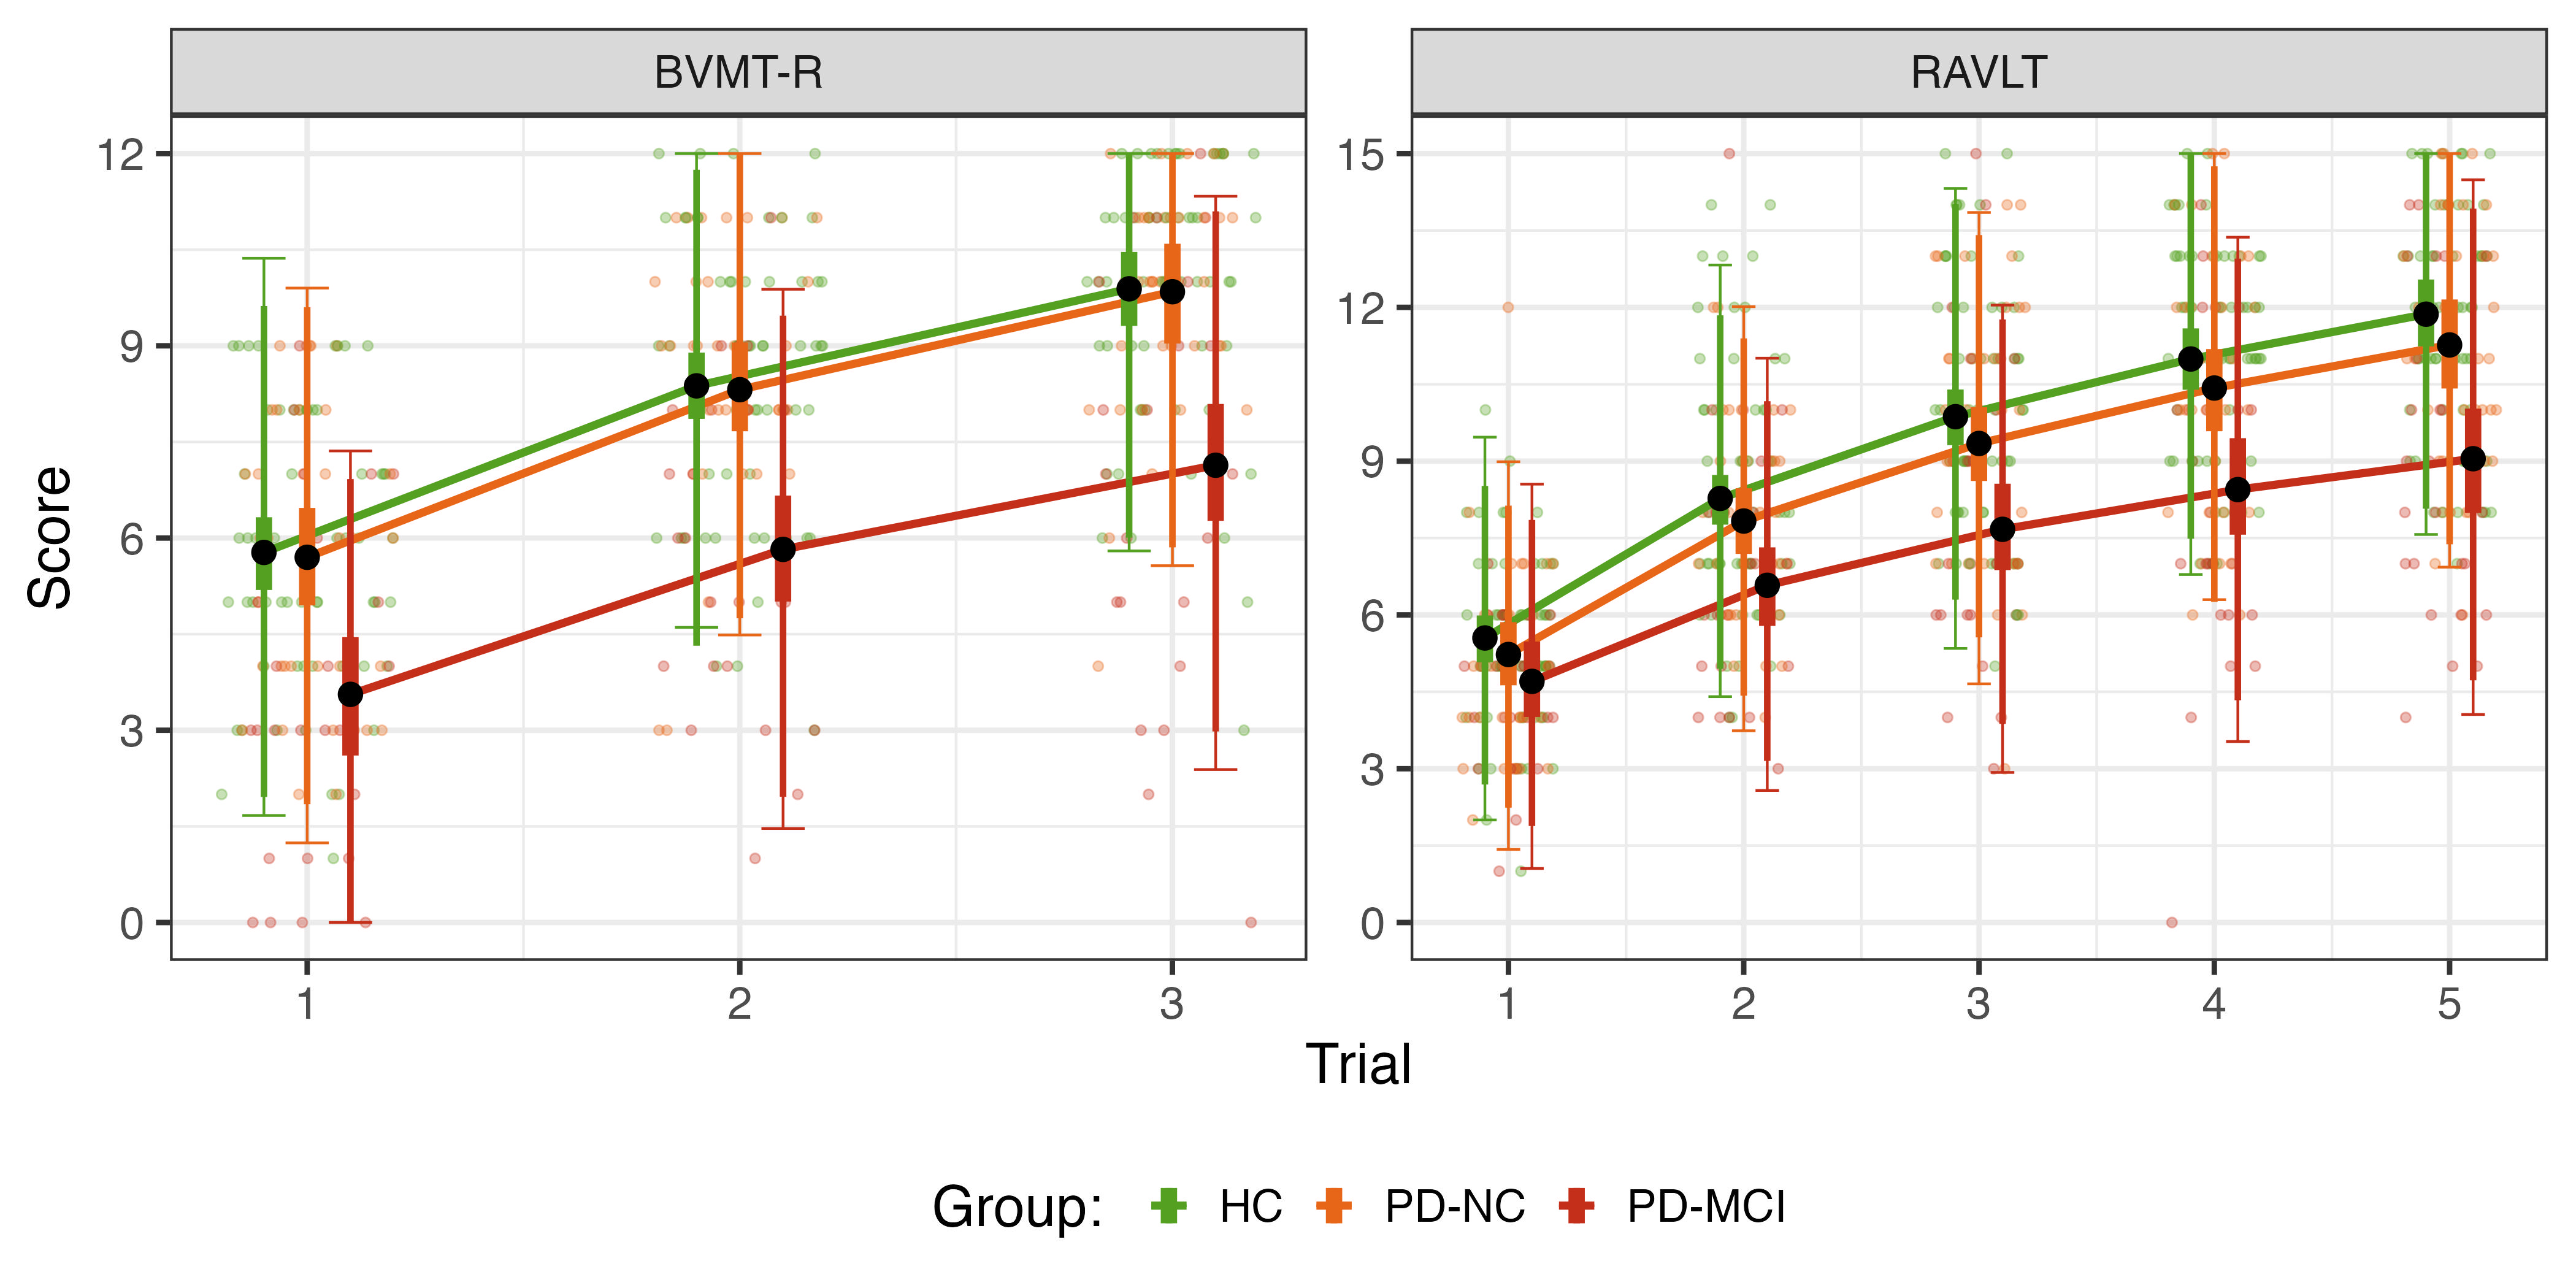 BVMT-R RAVLT
12
9
6
3
0
15
12
9
6
3
0
Score
1 2 3
1 2 3 4 5
Trial
Group: HC PD-NC PD-MCI